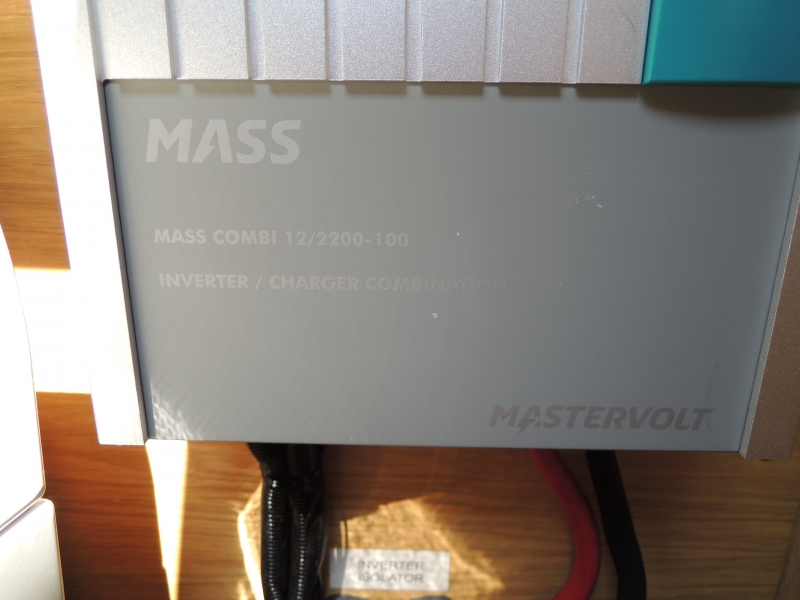 MASS
MASS COMBI 12/2200-100
INVERTER / CHARGER COMBINATION
MASTERVOLT
INVERTER
ISOLATOR